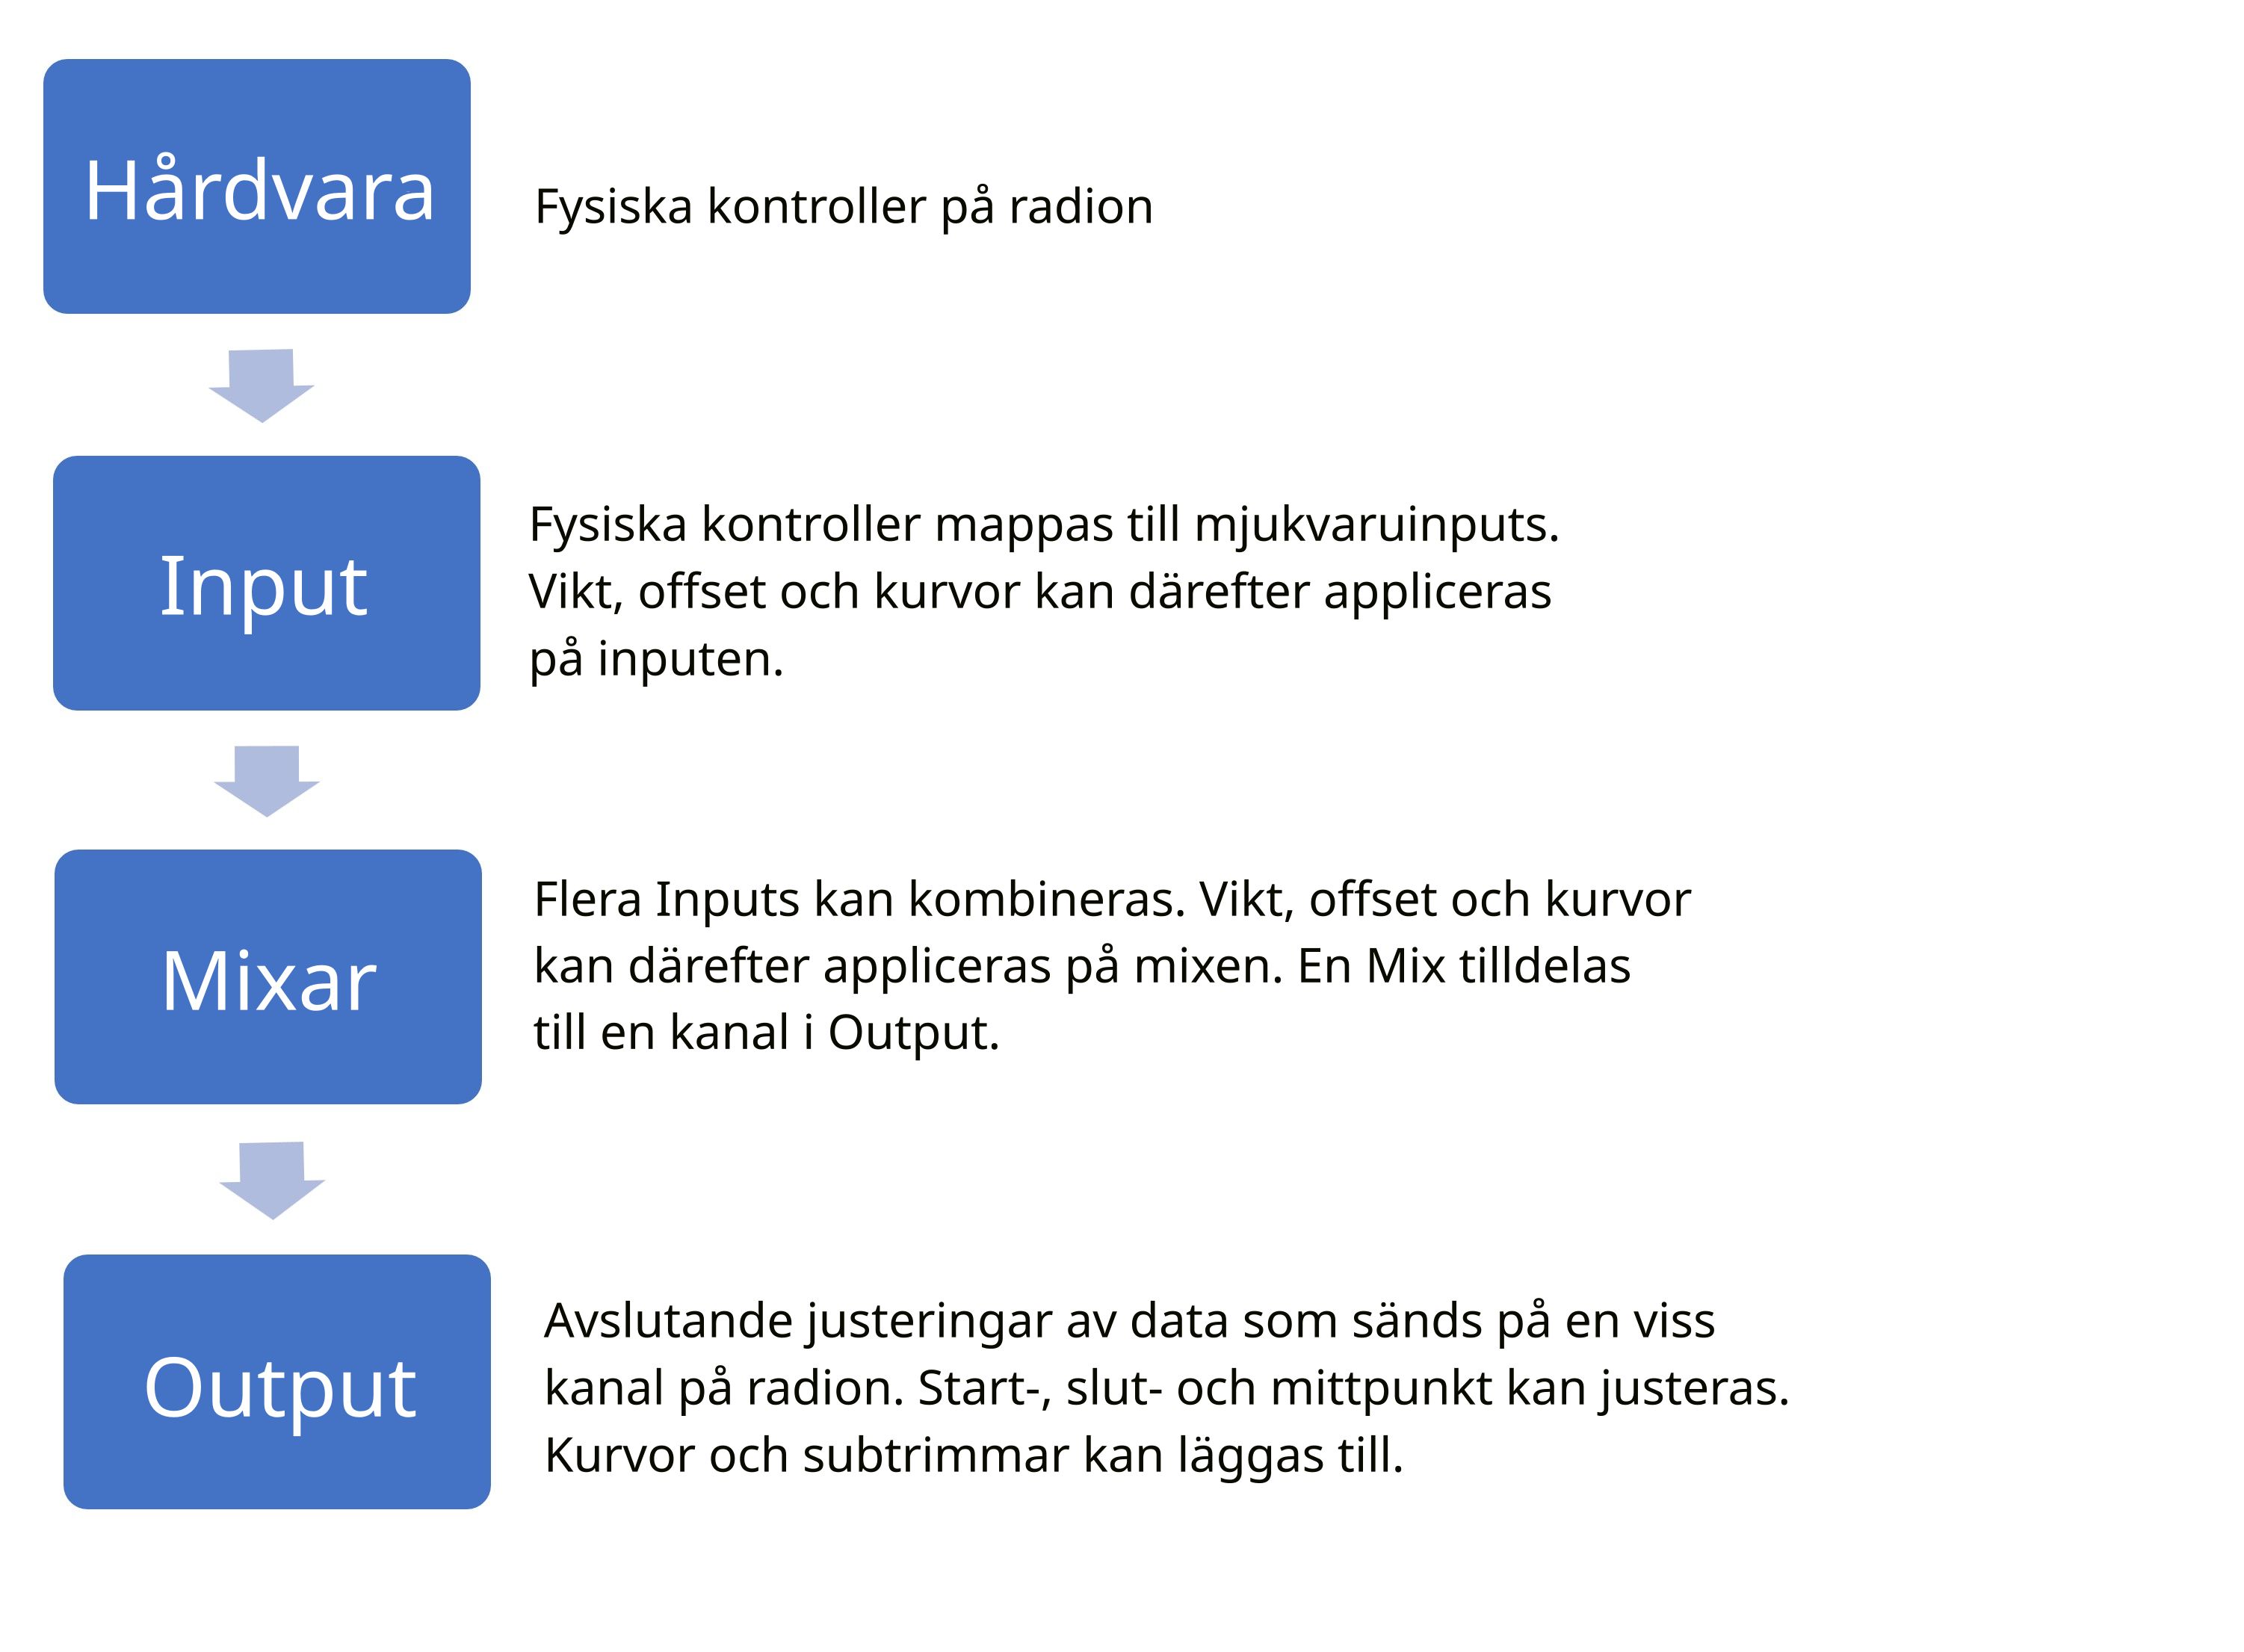 Hårdvara
Fysiska kontroller på radion
Input
Fysiska kontroller mappas till mjukvaruinputs.
Vikt, offset och kurvor kan därefter appliceras
på inputen.
Mixar
Flera Inputs kan kombineras. Vikt, offset och kurvor
kan därefter appliceras på mixen. En Mix tilldelas
till en kanal i Output.
Output
Avslutande justeringar av data som sänds på en viss
kanal på radion. Start-, slut- och mittpunkt kan justeras.
Kurvor och subtrimmar kan läggas till.